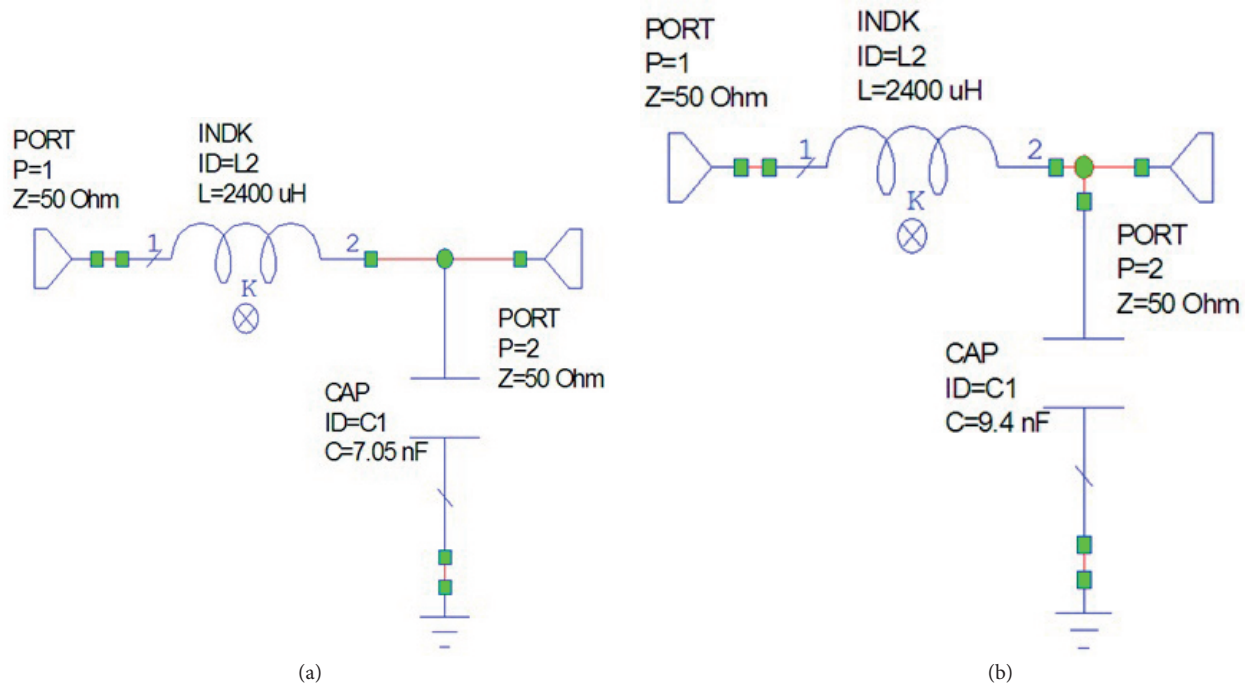 PORT
P=1
Z=50 Ohm
INDK
ID=L2
L=2400 uH
1
2
K
PORT
P=2
Z=50 Ohm
CAP
ID=C1
C=7.05 nF
(a)
PORT
P=1
Z=50 Ohm
INDK
ID=L2
L=2400 uH
1
2
K
PORT
P=2
Z=50 Ohm
CAP
ID=C1
C=9.4 nF
(b)